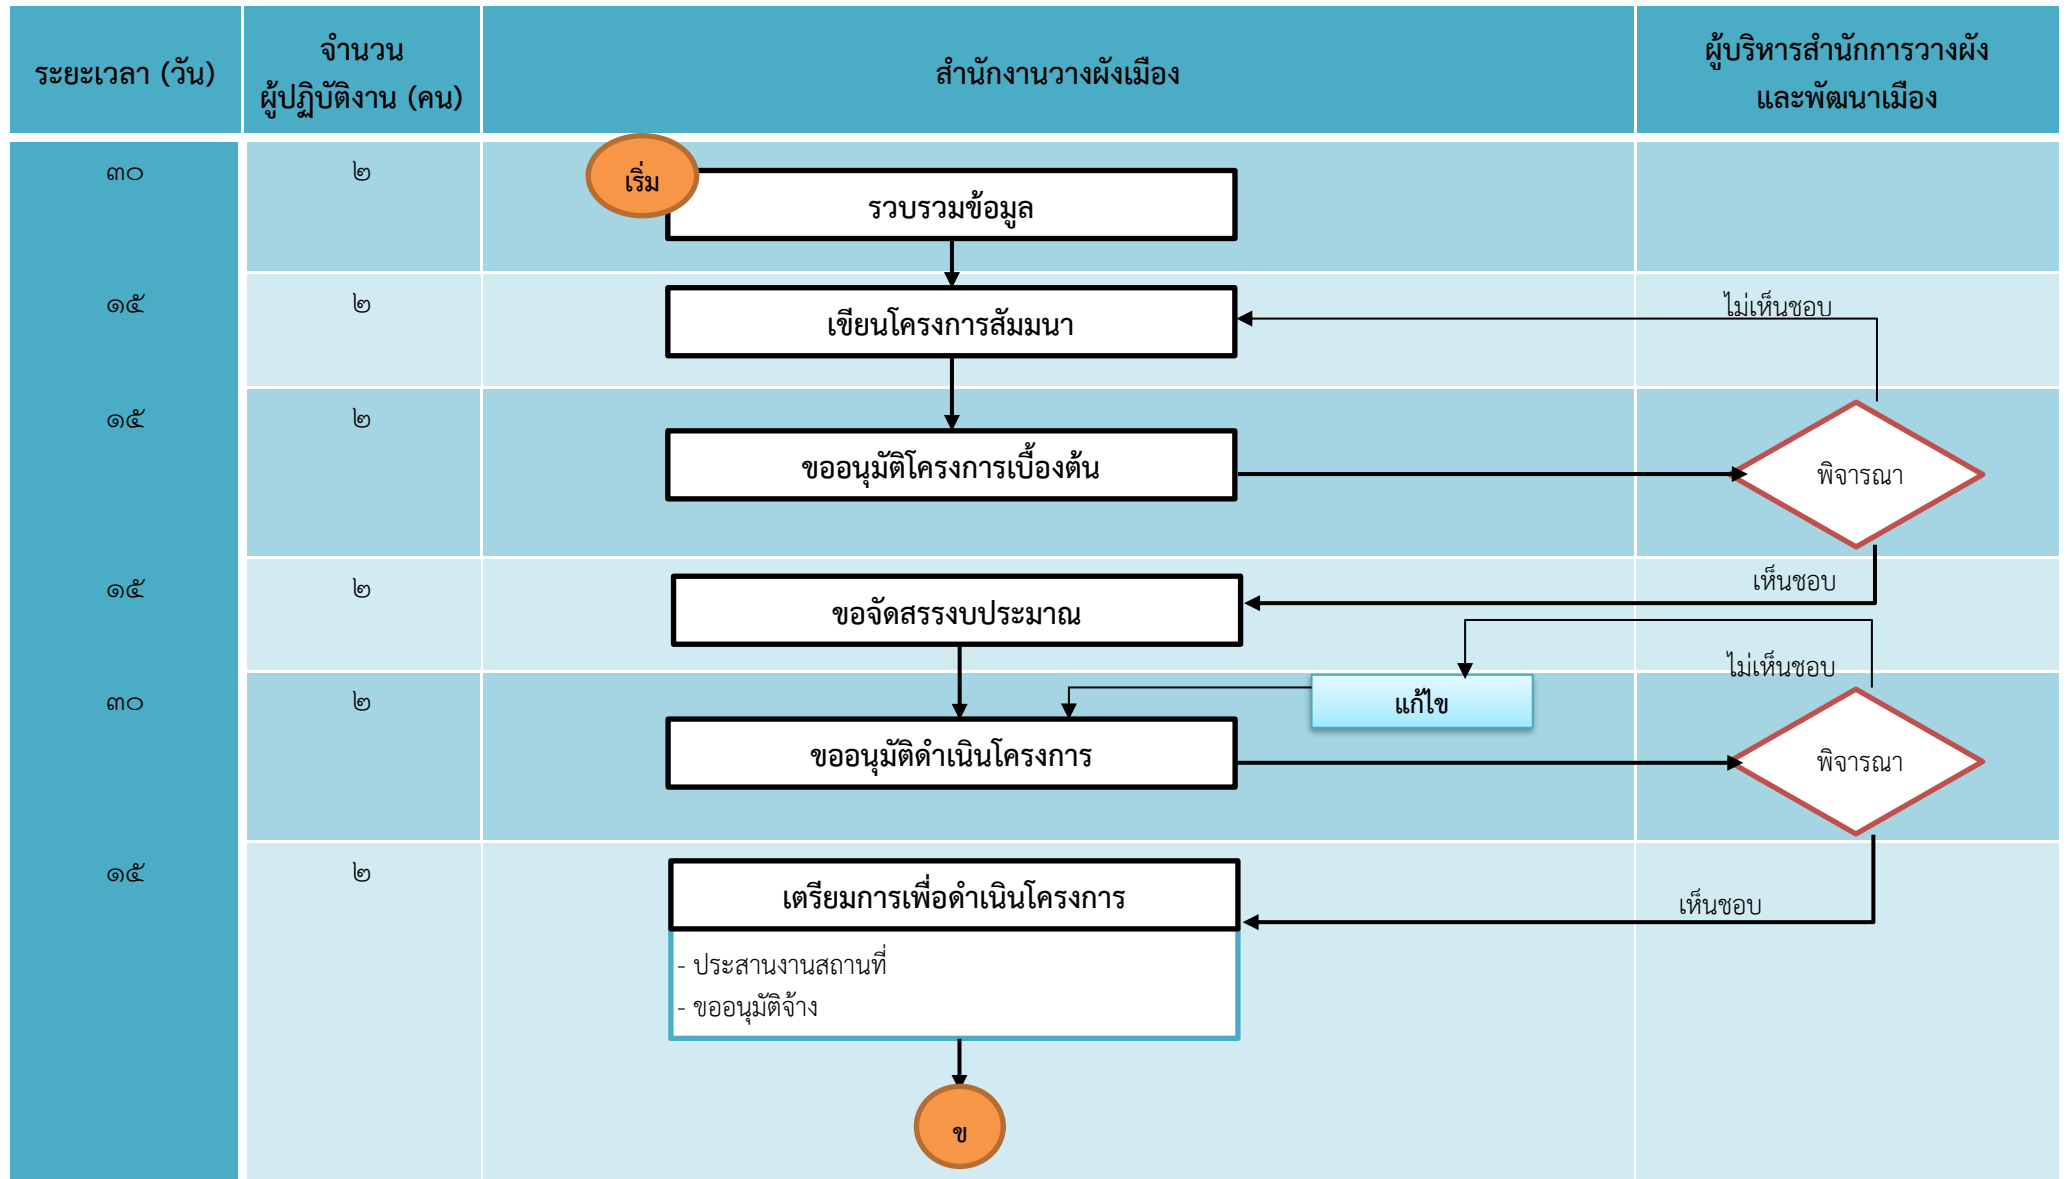 ระยะเวลา (วัน)
จำนวน
ผู้ปฏิบัติงาน (คน)
สำนักงานวางผังเมือง
ผู้บริหารสำนักการวางผัง
และพัฒนาเมือง
๓๐
๒
เริ่ม
รวบรวมข้อมูล
๑๕
๒
เขียนโครงการสัมมนา
ไม่เห็นชอบ
๑๕
๒
ขออนุมัติโครงการเบื้องต้น
พิจารณา
๑๕
๒
ขอจัดสรรงบประมาณ
เห็นชอบ
ไม่เห็นชอบ
๓๐
๒
แก้ไข
ขออนุมัติดำเนินโครงการ
พิจารณา
๑๕
๒
เตรียมการเพื่อดำเนินโครงการ
เห็นชอบ
- ประสานงานสถานที่
- ขออนุมัติจ้าง
ข